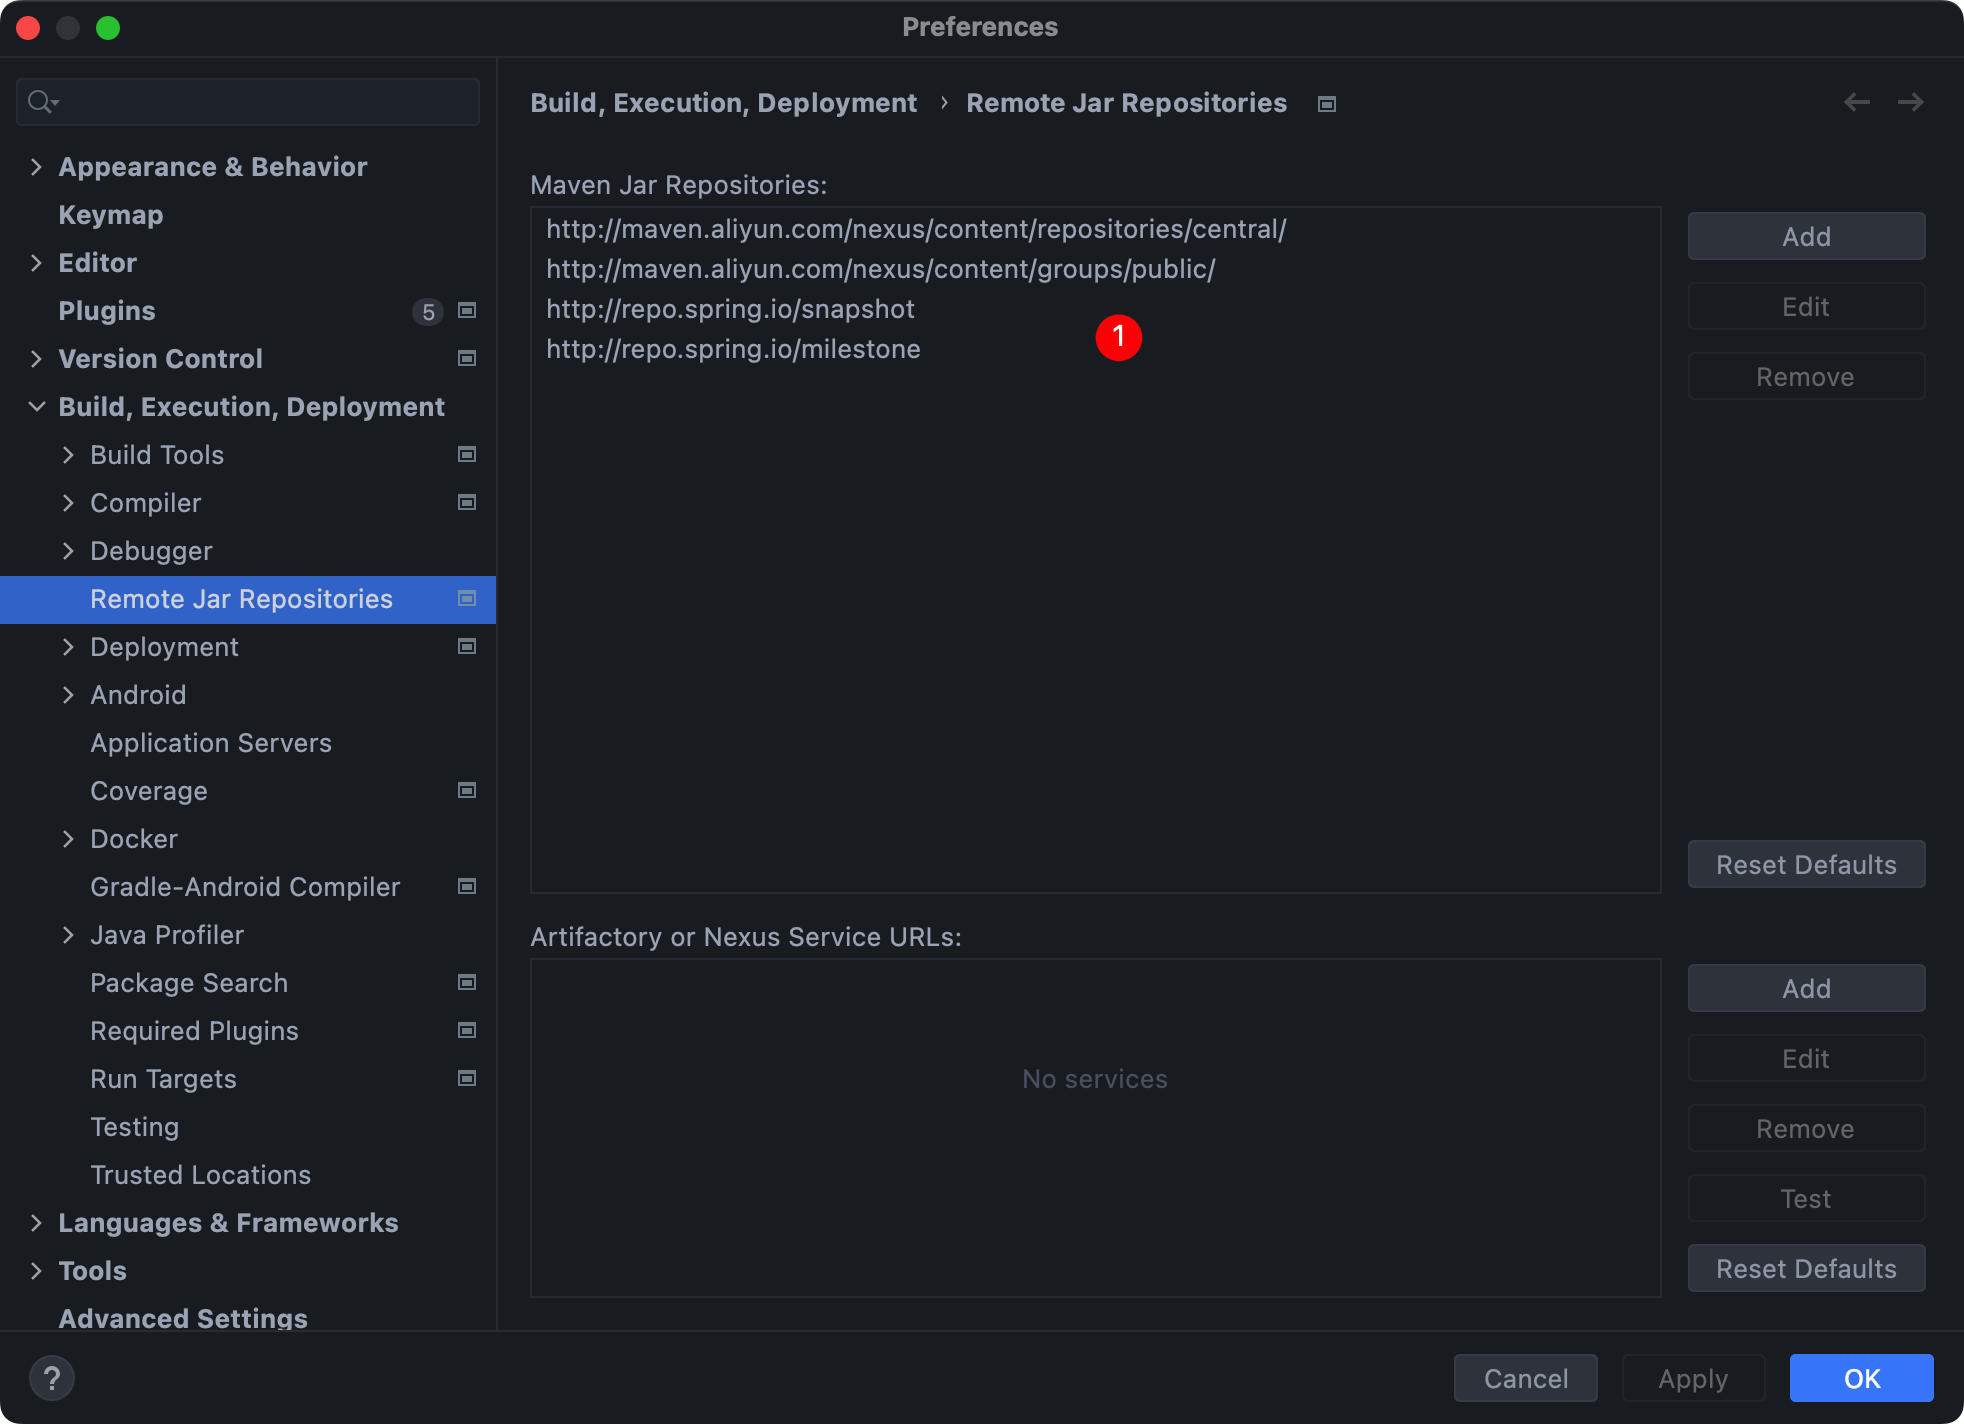 Preferences
Appearance & Behavior
Keymap
Editor
Plugins 5
Version Control
Build, Execution, Deployment
Build Tools
Compiler
Debugger
Remote Jar Repositories
Deployment
Android
Application Servers
Coverage
Docker
Gradle-Android Compiler
Java Profiler
Package Search
Required Plugins
Run Targets
Testing
Trusted Locations
Languages & Frameworks
Tools
Advanced Settings
Build, Execution, Deployment › Remote Jar Repositories
Maven Jar Repositories:
http://maven.aliyun.com/nexus/content/repositories/central/
http://maven.aliyun.com/nexus/content/groups/public/
http://repo.spring.io/snapshot
http://repo.spring.io/milestone
1
Add
Edit
Remove
Reset Defaults
Artifactory or Nexus Service URLs:
No services
Add
Edit
Remove
Test
Reset Defaults
?
Cancel
Apply
OK